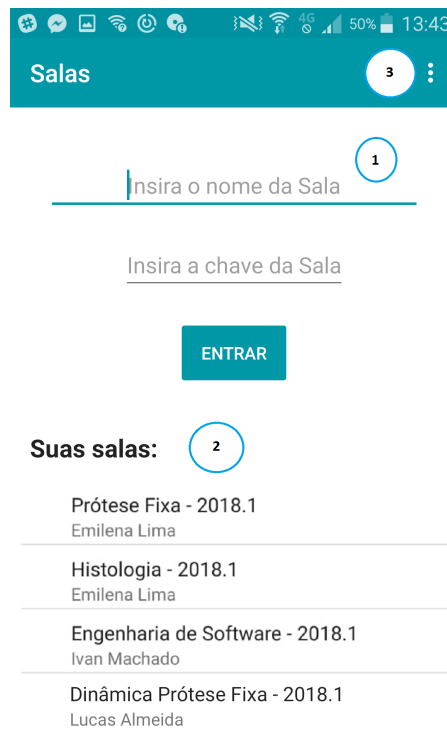 4G 50% 13:43
Salas 3
1
Insira o nome da Sala
Insira a chave da Sala
ENTRAR
Suas salas: 2
Prótese Fixa - 2018.1
Emilena Lima
Histologia - 2018.1
Emilena Lima
Engenharia de Software - 2018.1
Ivan Machado
Dinâmica Prótese Fixa - 2018.1
Lucas Almeida